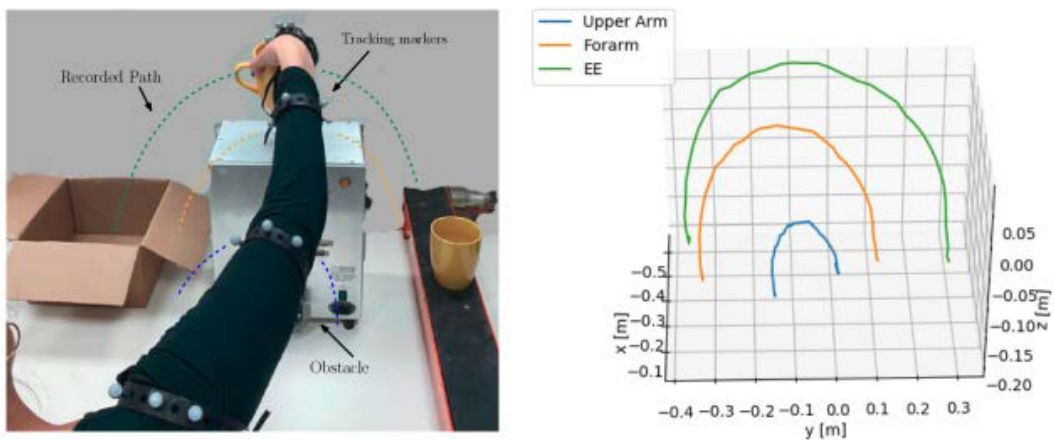 Tracking markers
Recorded Path
Obstacle
Upper Arm
Forarm
EE
0.05
0.00
−0.05
−0.10
−0.15
−0.20
z [m]
−0.5
−0.4
−0.3
−0.2
−0.1
x [m]
−0.4 −0.3 −0.2 −0.1 0.0 0.1 0.2 0.3
y [m]